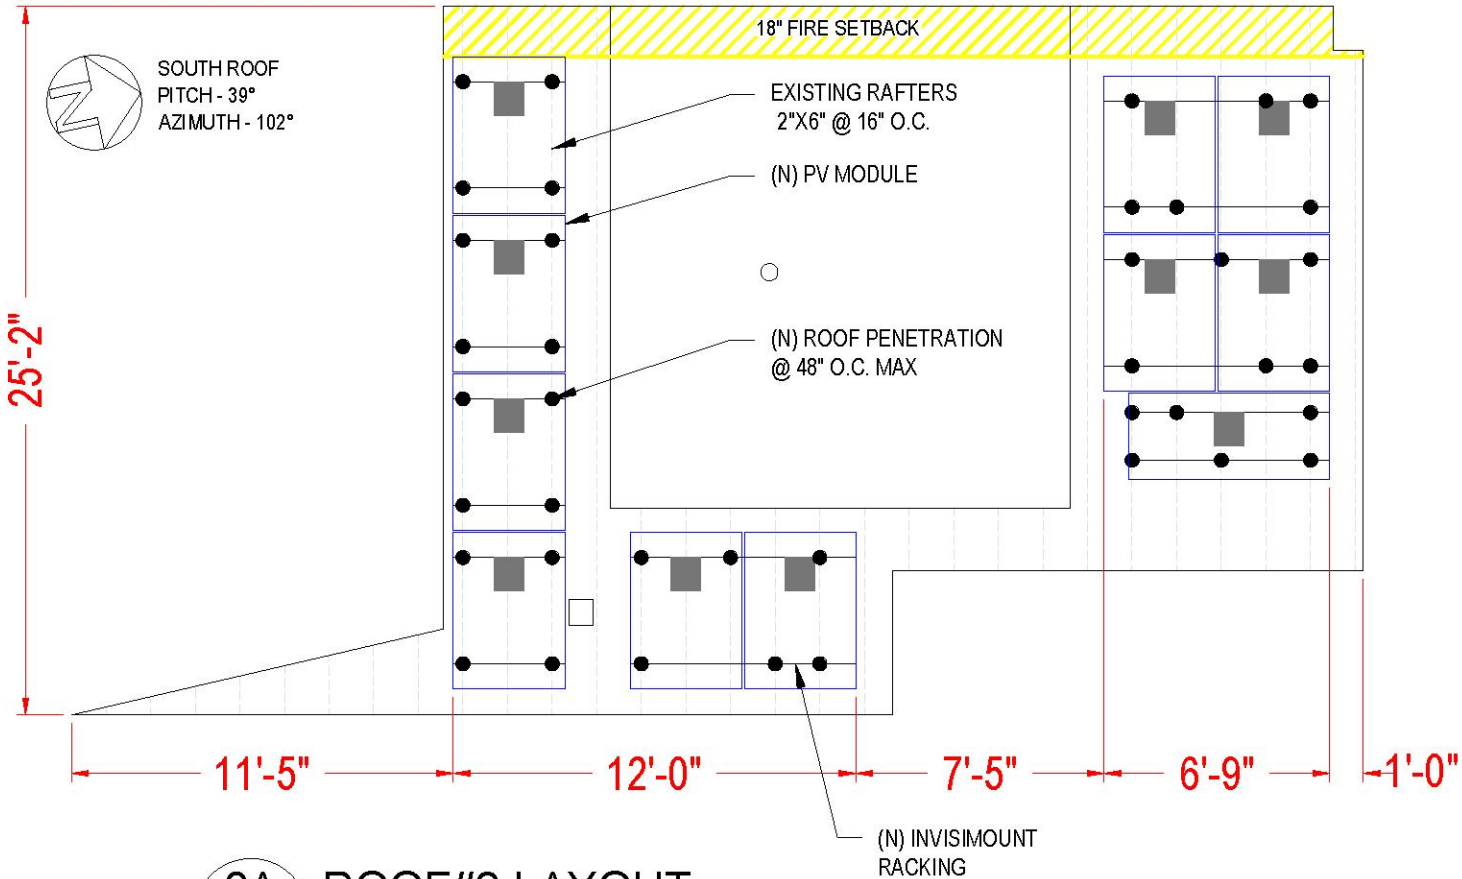 18" FIRE SETBACK
SOUTH ROOF
PITCH - 39°
AZIMUTH - 102°
N
EXISTING RAFTERS
2"X6" @ 16" O.C.
(N) PV MODULE
(N) ROOF PENETRATION
@ 48" O.C. MAX
25'-2"
11'-5"
12'-0"
7'-5"
6'-9"
1'-0"
(N) INVISIMOUNT
RACKING